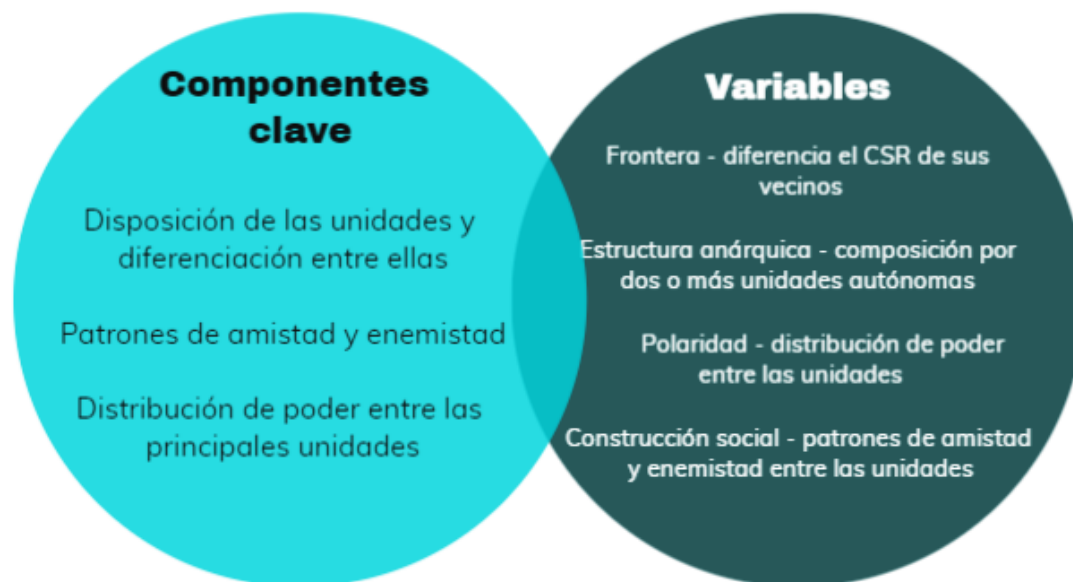 Componentes
clave
Disposición de las unidades y
diferenciación entre ellas
Patrones de amistad y enemistad
Distribución de poder entre las
principales unidades
Variables
Frontera - diferencia el CSR de sus
vecinos
Estructura anárquica - composición por
dos o más unidades autónomas
Polaridad - distribución de poder
entre las unidades
Construcción social - patrones de amistad
y enemistad entre las unidades